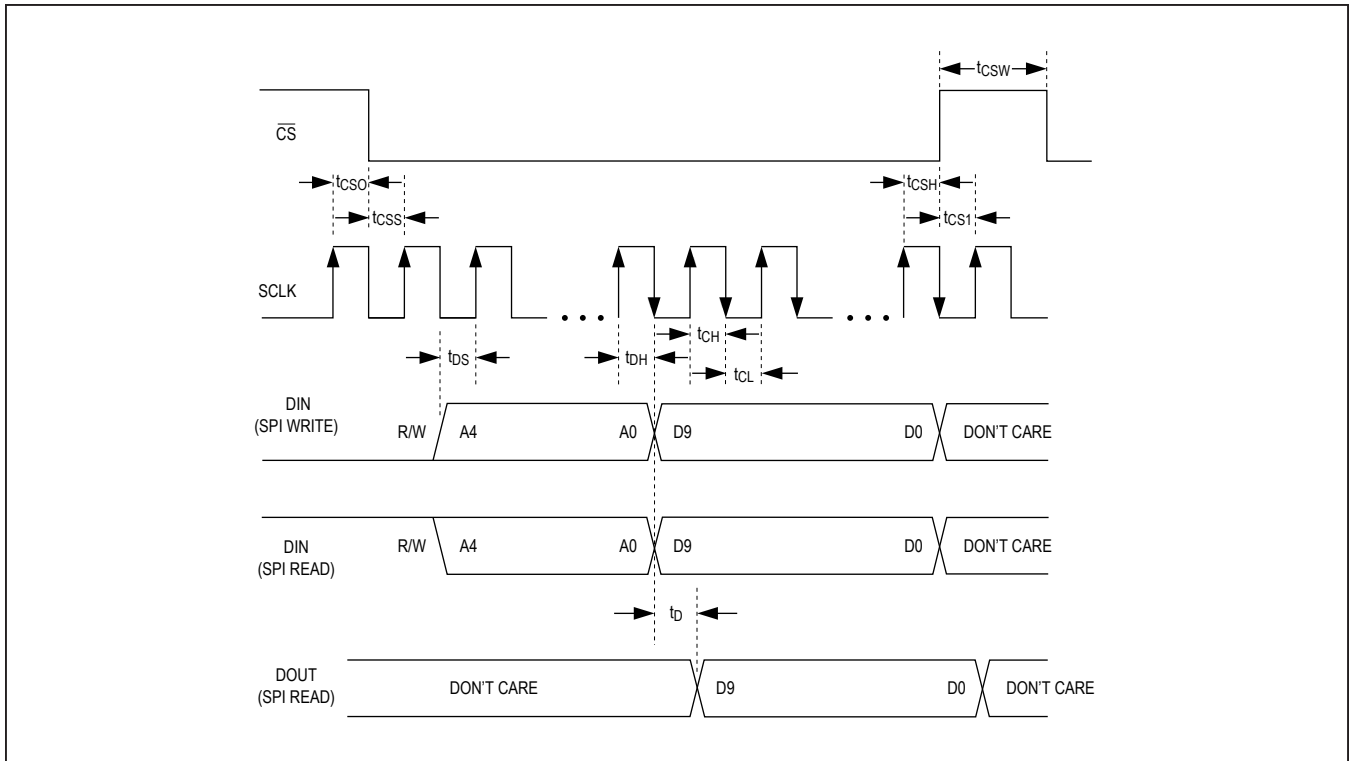 tCSW
CS
tCSO
tCSH
tCSS
tCS1
SCLK
• • •
• • •
tCH
tDS
tDH
tCL
DIN
(SPI WRITE)
R/W
A4
A0
D9
D0
DON'T CARE
DIN
(SPI READ)
R/W
A4
A0
D9
D0
DON'T CARE
tD
DOUT
(SPI READ)
DON'T CARE
D9
D0
DON'T CARE